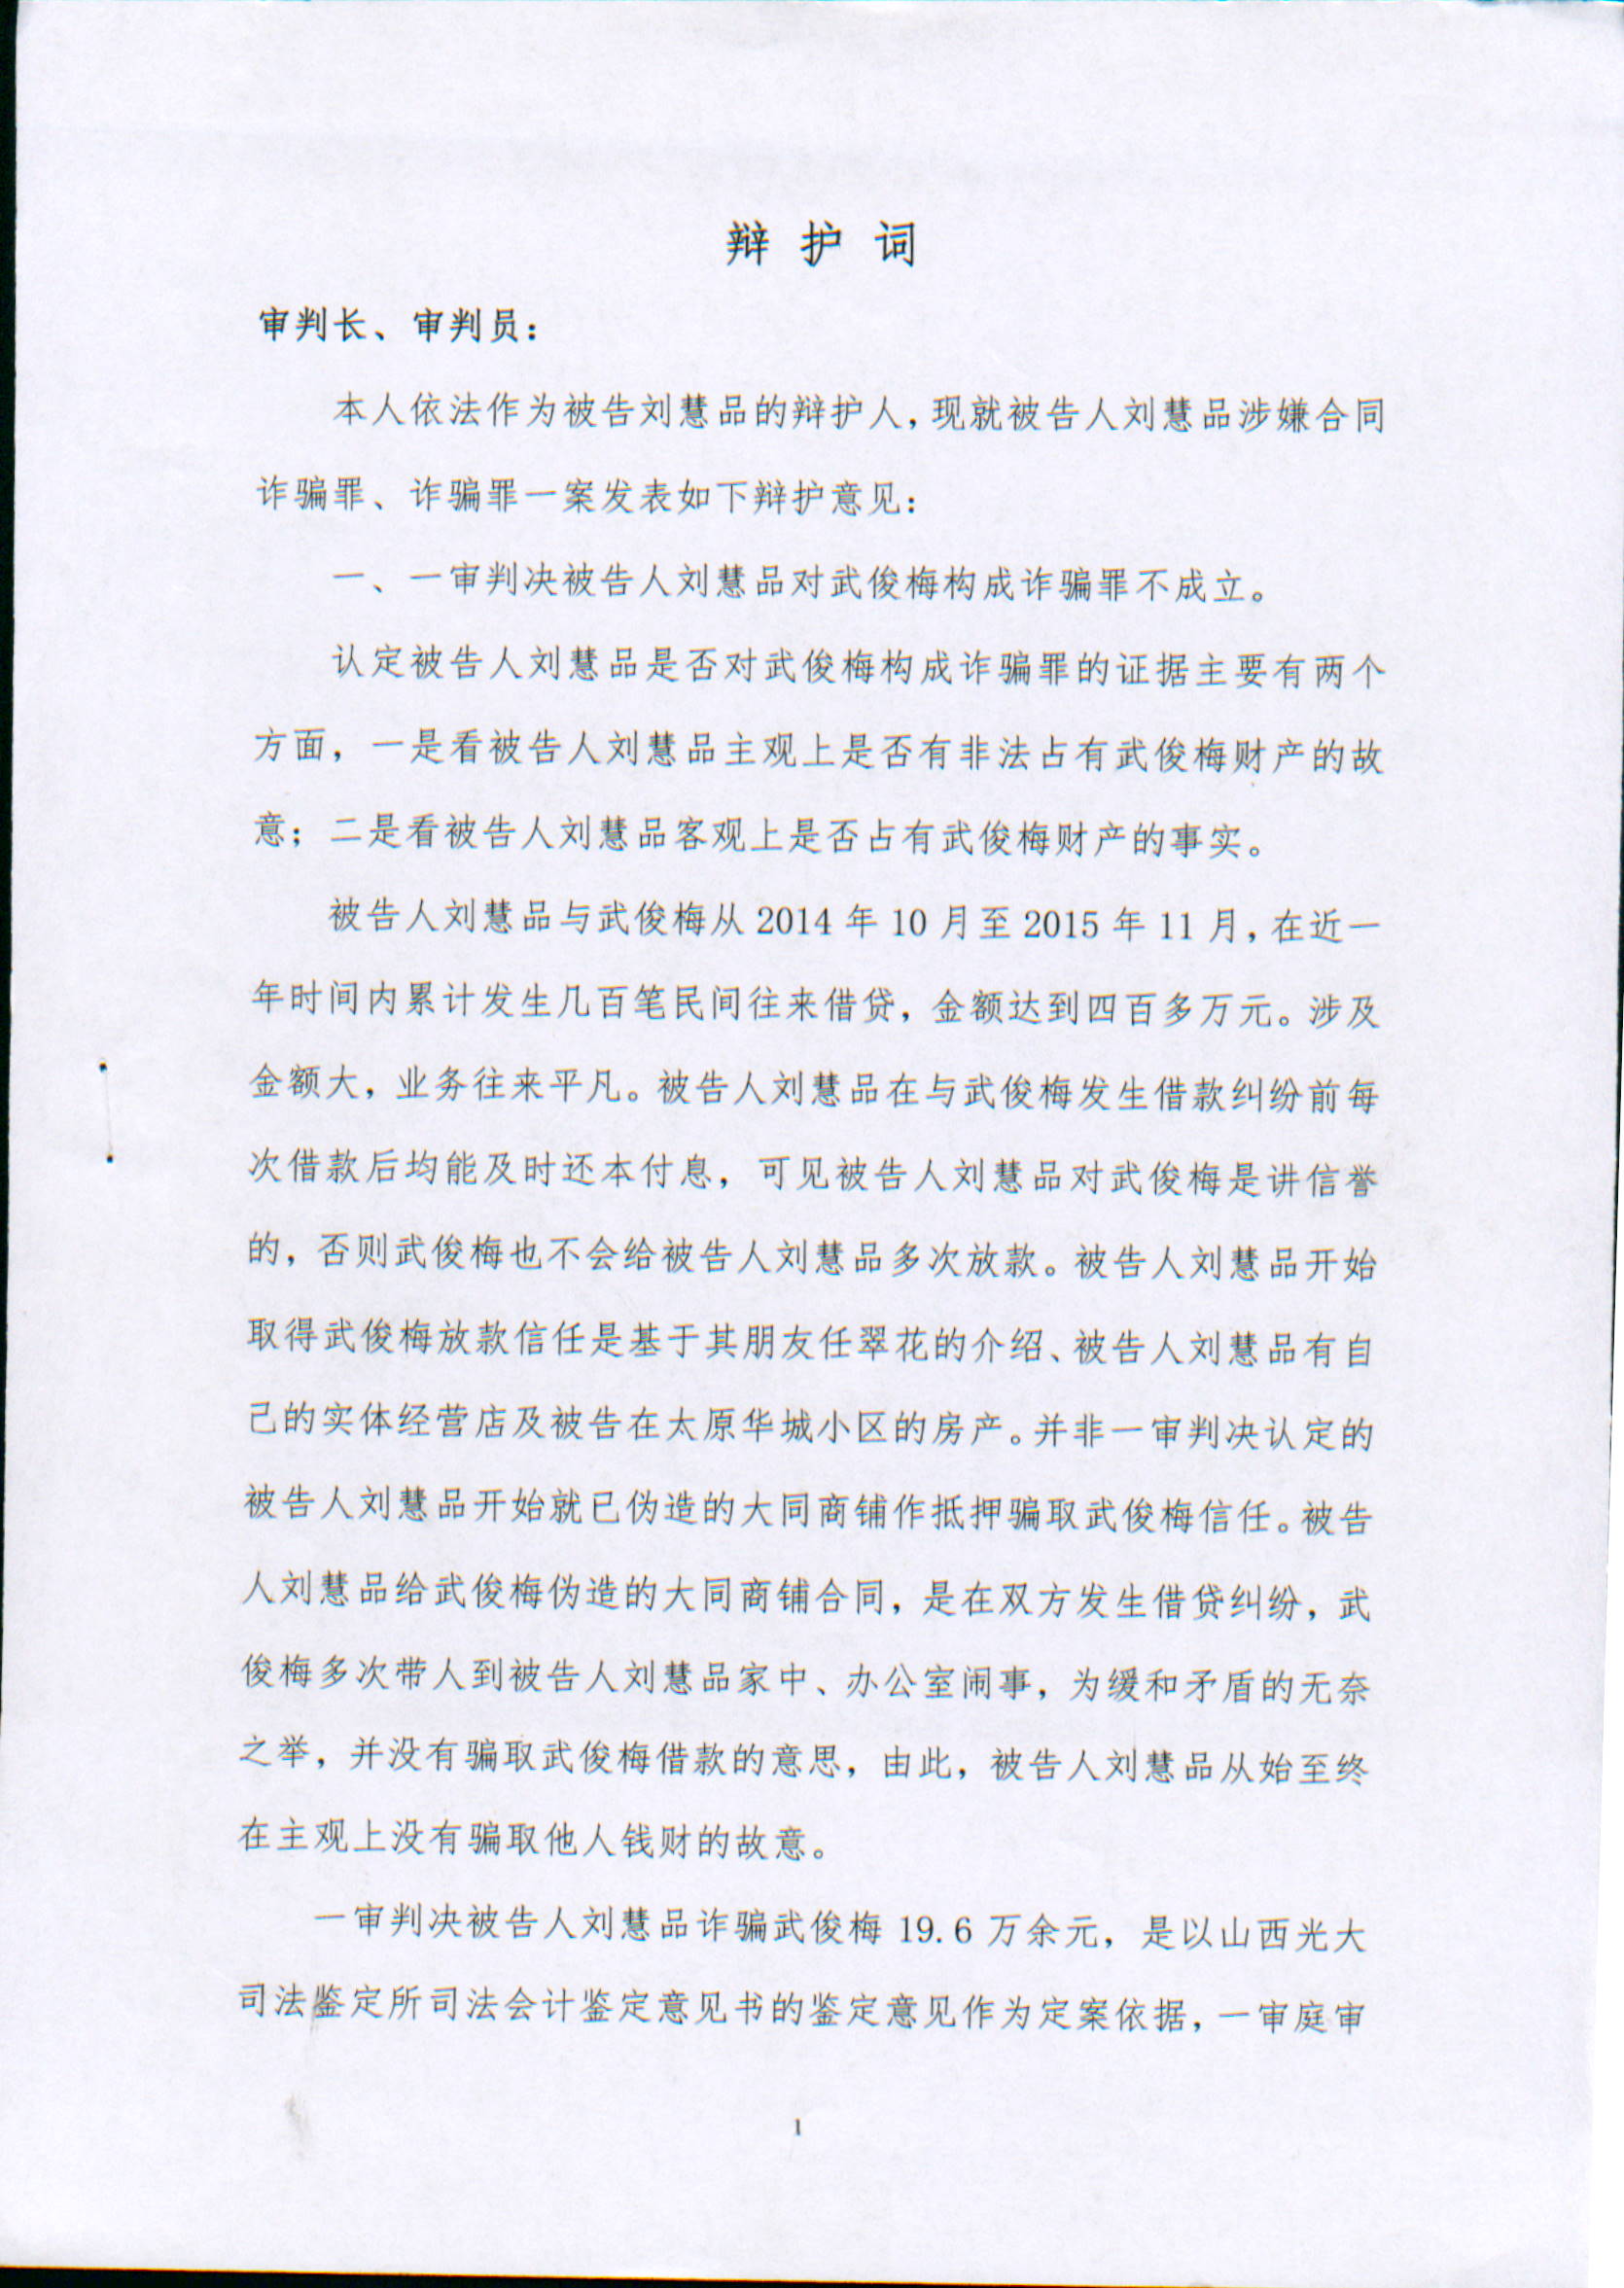 辩 护 词
审判长、审判员：
本人依法作为被告刘慧品的辩护人，现就被告人刘慧品涉嫌合同
诈骗罪、诈骗罪一案发表如下辩护意见：
一、一审判决被告人刘慧品对武俊梅构成诈骗罪不成立。
认定被告人刘慧品是否对武俊梅构成诈骗罪的证据主要有两个
方面，一是看被告人刘慧品主观上是否有非法占有武俊梅财产的故
意；二是看被告人刘慧品客观上是否占有武俊梅财产的事实。
被告人刘慧品与武俊梅从 2014 年 10 月至 2015 年 11 月，在近一
年时间内累计发生几百笔民间往来借贷，金额达到四百多万元。涉及
金额大，业务往来平凡。被告人刘慧品在与武俊梅发生借款纠纷前每
次借款后均能及时还本付息，可见被告人刘慧品对武俊梅是讲信誉
的，否则武俊梅也不会给被告人刘慧品多次放款。被告人刘慧品开始
取得武俊梅放款信任是基于其朋友任翠花的介绍、被告人刘慧品有自
己的实体经营店及被告在太原华城小区的房产。并非一审判决认定的
被告人刘慧品开始就已伪造的大同商铺作抵押骗取武俊梅信任。被告
人刘慧品给武俊梅伪造的大同商铺合同，是在双方发生借贷纠纷，武
俊梅多次带人到被告人刘慧品家中、办公室闹事，为缓和矛盾的无奈
之举，并没有骗取武俊梅借款的意思，由此，被告人刘慧品从始至终
在主观上没有骗取他人钱财的故意。
一审判决被告人刘慧品诈骗武俊梅 19.6 万余元，是以山西光大
司法鉴定所司法会计鉴定意见书的鉴定意见作为定案依据，一审庭审
1